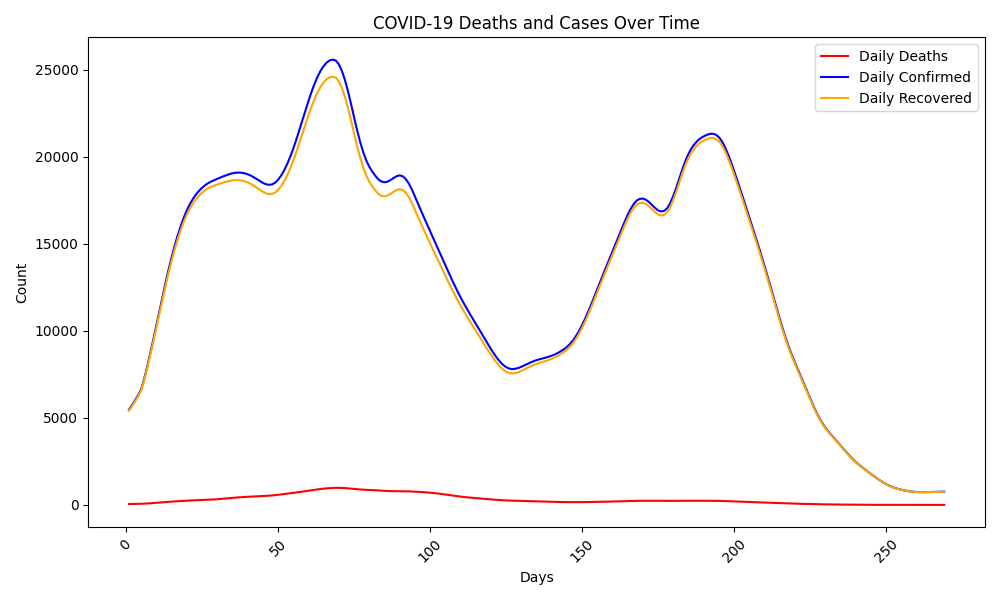 COVID-19 Deaths and Cases Over Time
Daily Deaths
Daily Confirmed
Daily Recovered
Count
25000
20000
15000
10000
5000
0
0
50
100
150
200
250
Days